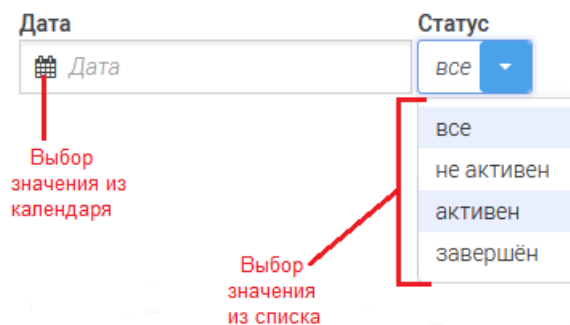 Дата
Статус
Дата
все
все
не активен
активен
завершён
Выбор
значения из
календаря
Выбор
значения
из списка